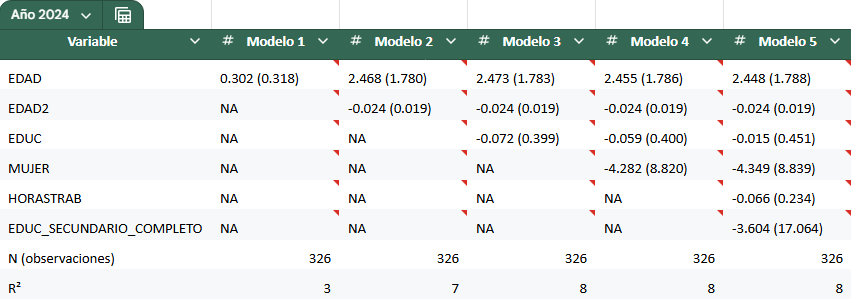 Año 2024
Variable # Modelo 1 # Modelo 2 # Modelo 3 # Modelo 4 # Modelo 5
EDAD 0.302 (0.318) 2.468 (1.780) 2.473 (1.783) 2.455 (1.786) 2.448 (1.788)
EDAD2 NA -0.024 (0.019) -0.024 (0.019) -0.024 (0.019) -0.024 (0.019)
EDUC NA NA -0.072 (0.399) -0.059 (0.400) -0.015 (0.451)
MUJER NA NA NA -4.282 (8.820) -4.349 (8.839)
HORASTRAB NA NA NA NA -0.066 (0.234)
EDUC_SECUNDARIO_COMPLETO NA NA NA NA -3.604 (17.064)
N (observaciones) 326 326 326 326 326
R² 3 7 8 8 8